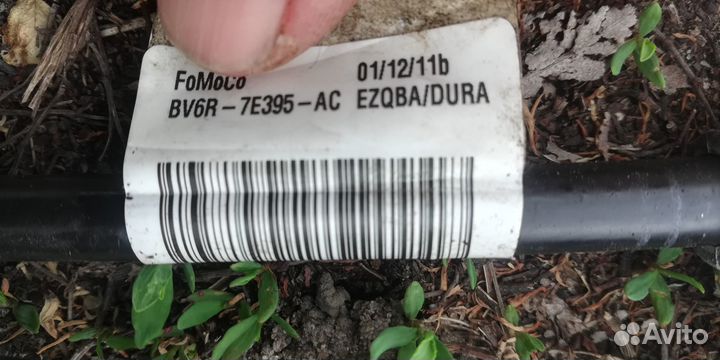 FoMoCo 01/12/11b
BV6R-7E395-AC EZQBA/DURA
Avito